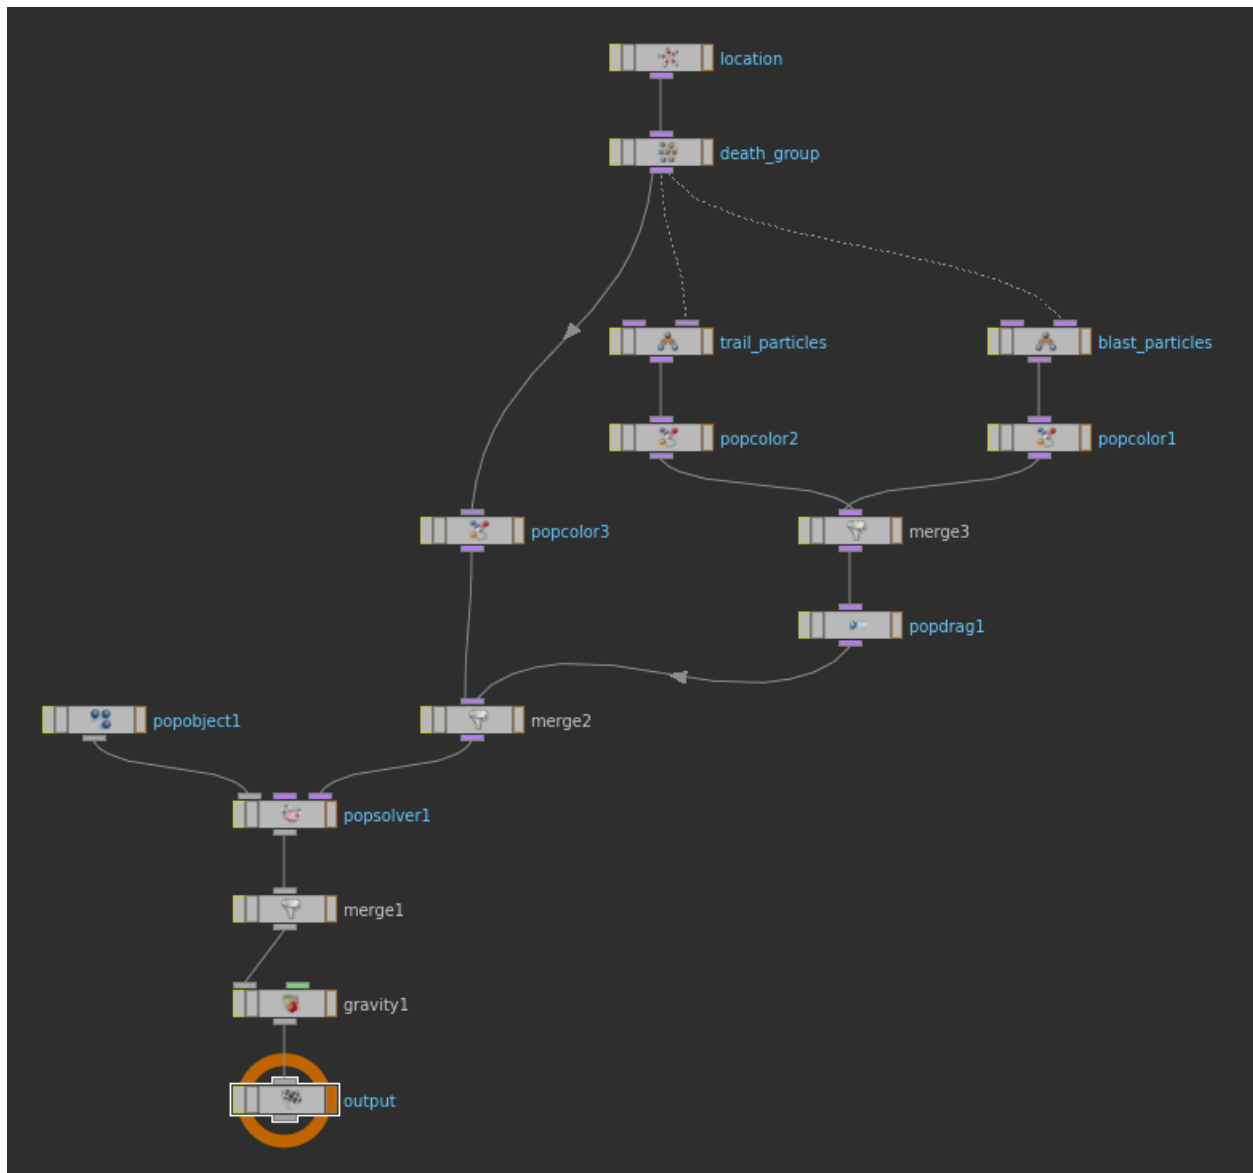 location
death_group
trail_particles
blast_particles
popcolor2
popcolor1
popcolor3
merge3
popdrag1
popobject1
merge2
popsolver1
merge1
gravity1
output